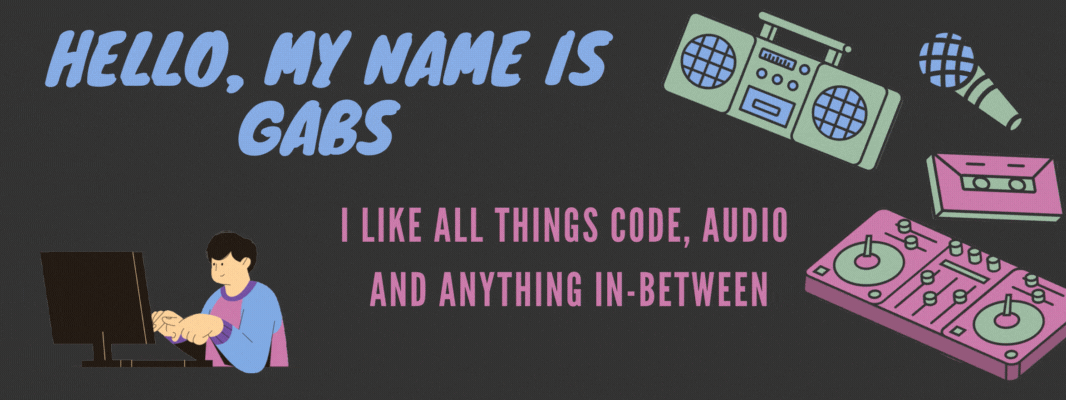 HELLO, MY NAME IS
GABS
I LIKE ALL THINGS CODE, AUDIO
AND ANYTHING IN-BETWEEN